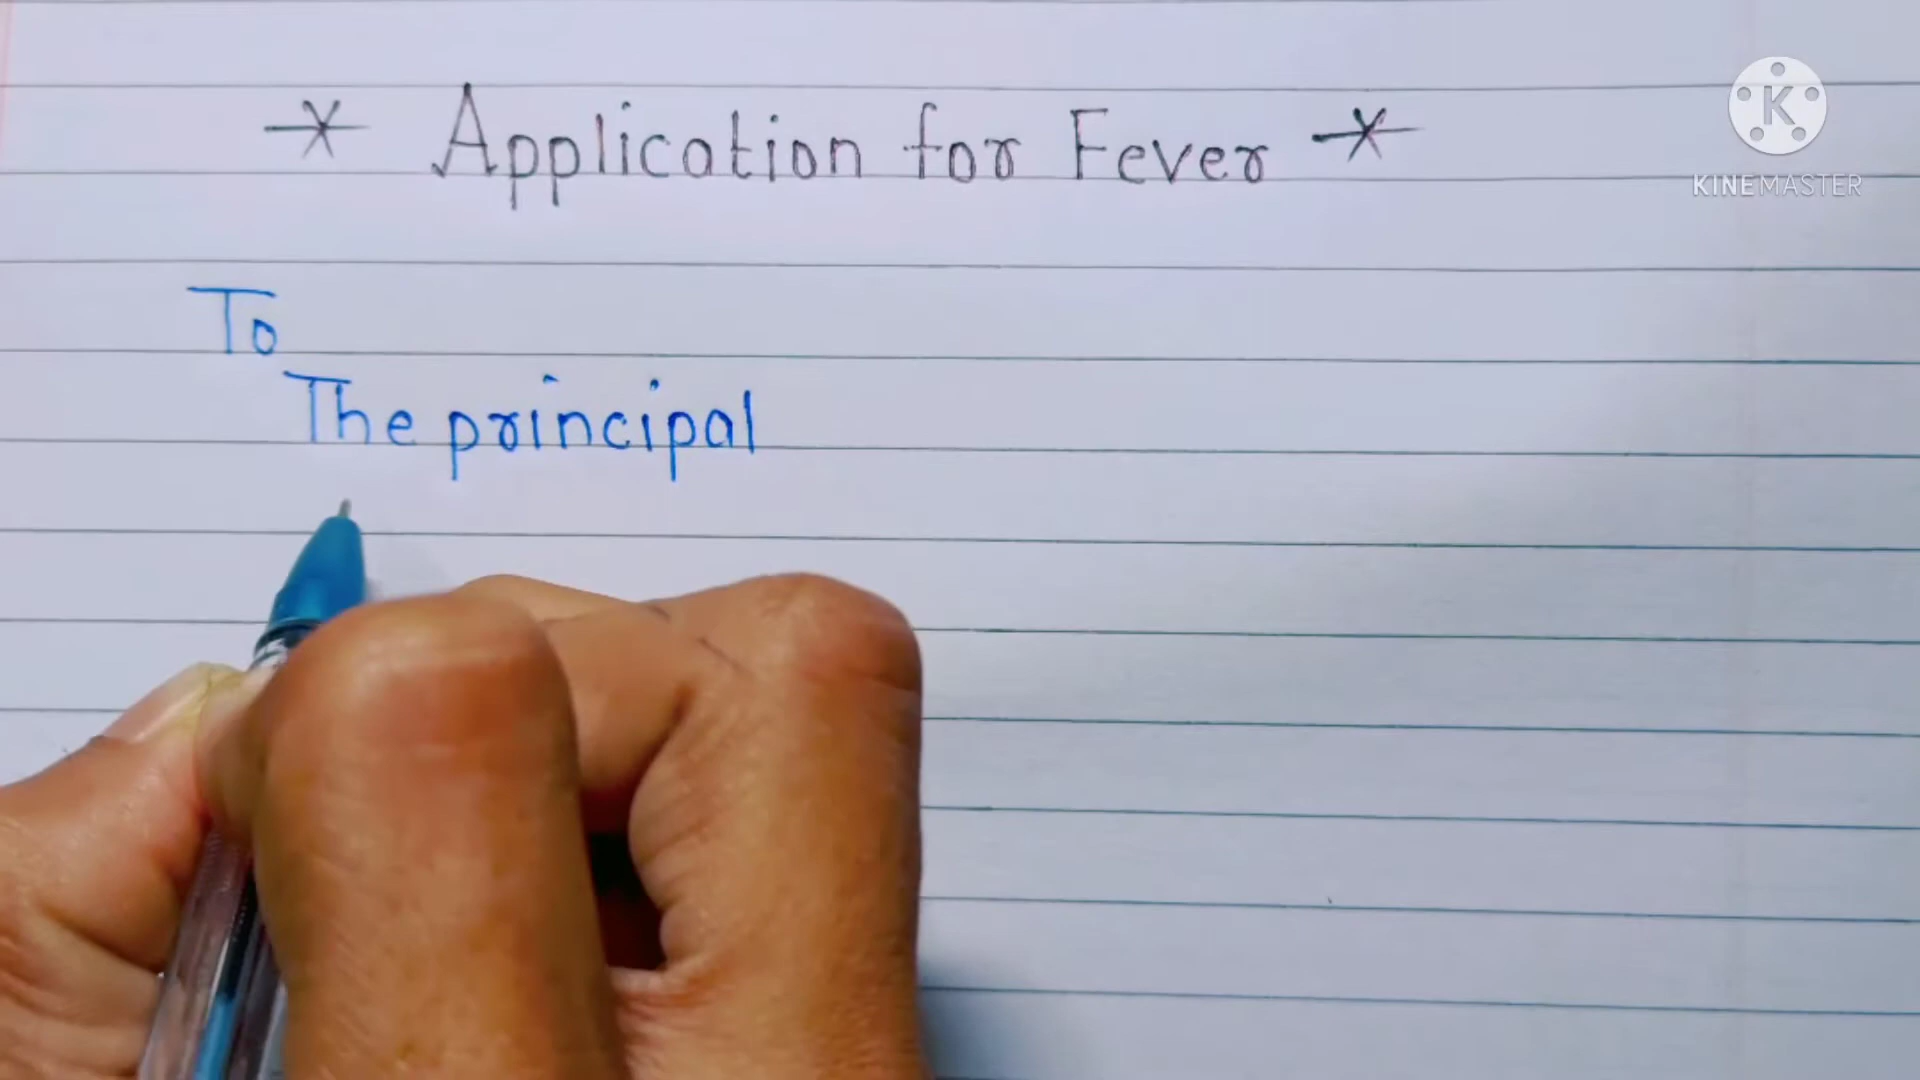 * Application for Fever *
K
KINEMASTER
To
The principal